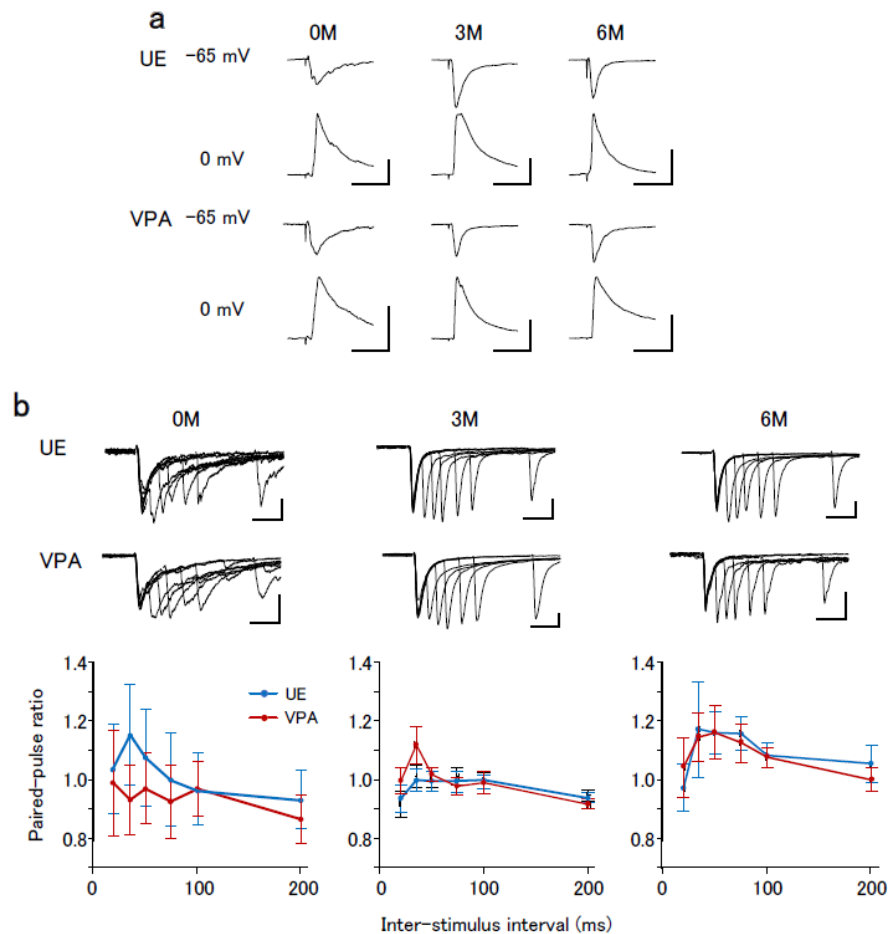 a
0M 3M 6M
UE -65 mV
0 mV
VPA -65 mV
0 mV
b
0M 3M 6M
UE
VPA
1.4 1.4 1.4
UE
VPA
1.2 1.2 1.2
1.0 1.0 1.0
0.8 0.8 0.8
Paired-pulse ratio
0 100 200 0 100 200 0 100 200
Inter-stimulus interval (ms)